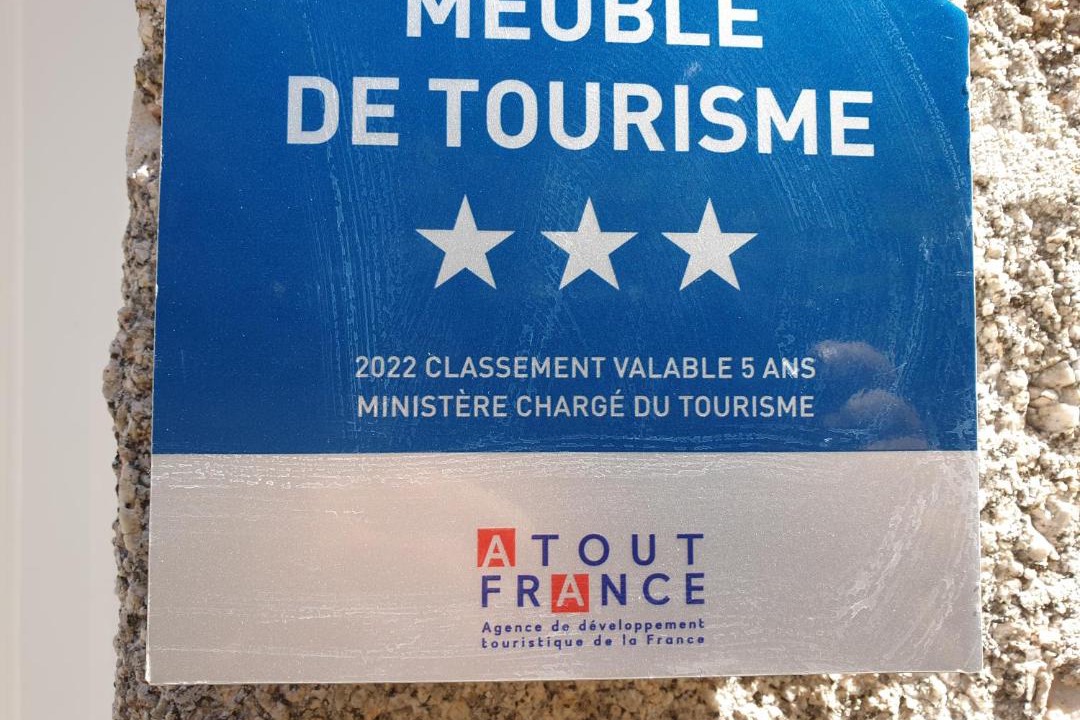 MEUBLÉ
DE TOURISME
2022 CLASSEMENT VALABLE 5 ANS
MINISTÈRE CHARGÉ DU TOURISME
ATOUT
FRANCE
Agence de développement
touristique de la France